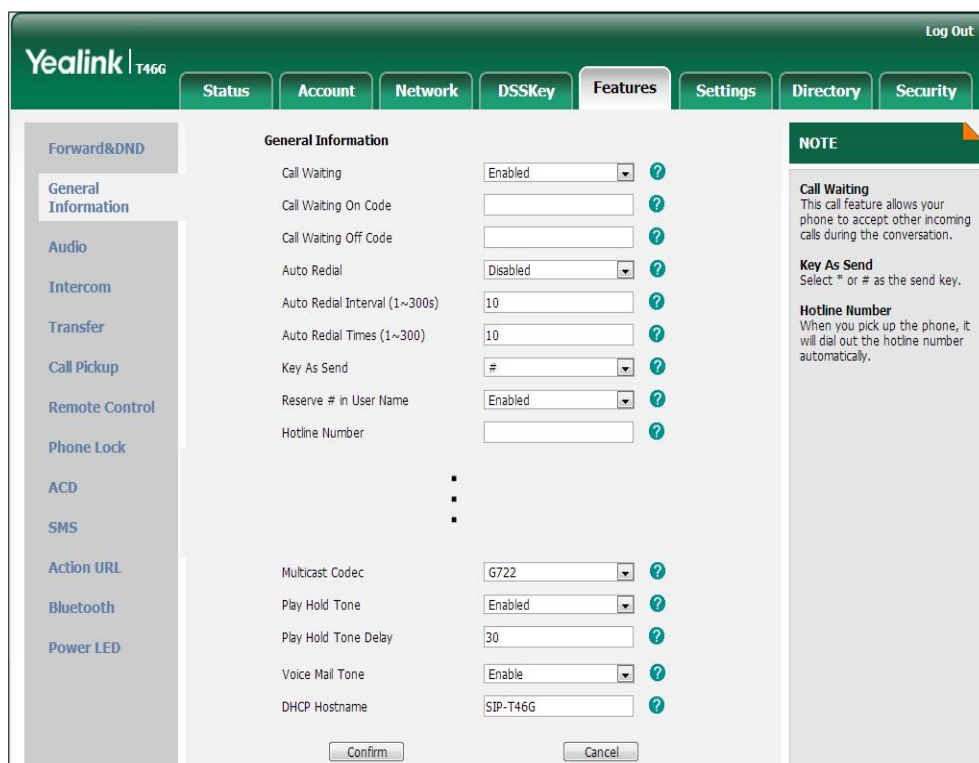 Log Out
Yealink | T46G
Status Account Network DSSKey Features Settings Directory Security
Forward&DND
General
Information
Audio
Intercom
Transfer
Call Pickup
Remote Control
Phone Lock
ACD
SMS
Action URL
Bluetooth
Power LED
General Information
Call Waiting Enabled ?
Call Waiting On Code ?
Call Waiting Off Code ?
Auto Redial Disabled ?
Auto Redial Interval (1~300s) 10 ?
Auto Redial Times (1~300) 10 ?
Key As Send # ?
Reserve # in User Name Enabled ?
Hotline Number ?
Multicast Codec G722 ?
Play Hold Tone Enabled ?
Play Hold Tone Delay 30 ?
Voice Mail Tone Enable ?
DHCP Hostname SIP-T46G ?
Confirm Cancel
NOTE
Call Waiting
This call feature allows your
phone to accept other incoming
calls during the conversation.
Key As Send
Select * or # as the send key.
Hotline Number
When you pick up the phone, it
will dial out the hotline number
automatically.